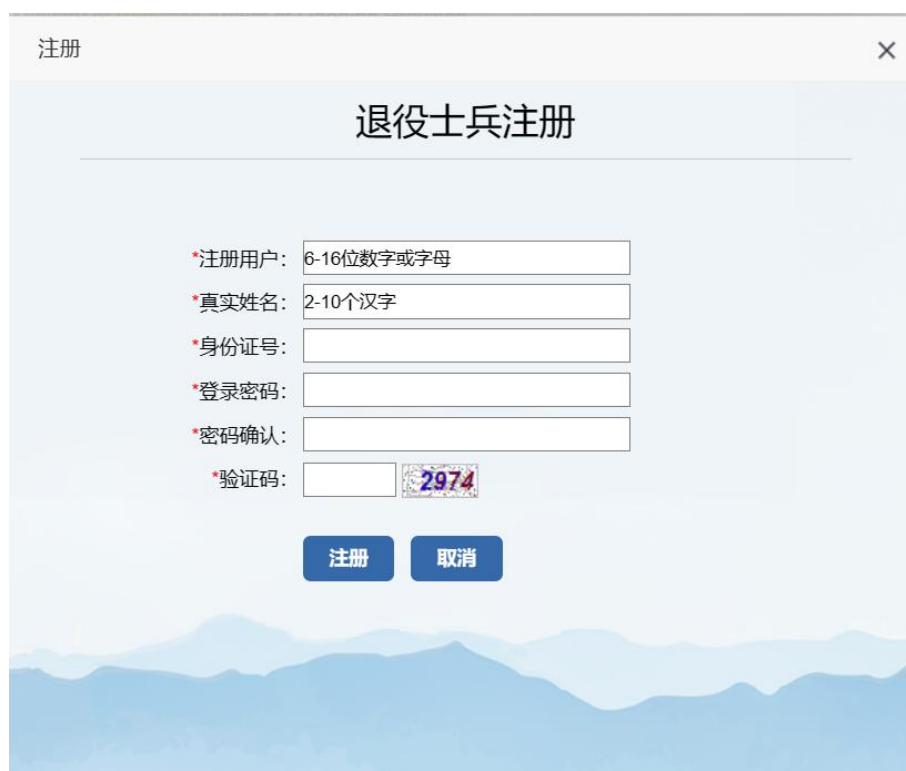 注册
退役士兵注册
*注册用户: 6-16位数字或字母
*真实姓名: 2-10个汉字
*身份证号:
*登录密码:
*密码确认:
*验证码: 2974
注册 取消